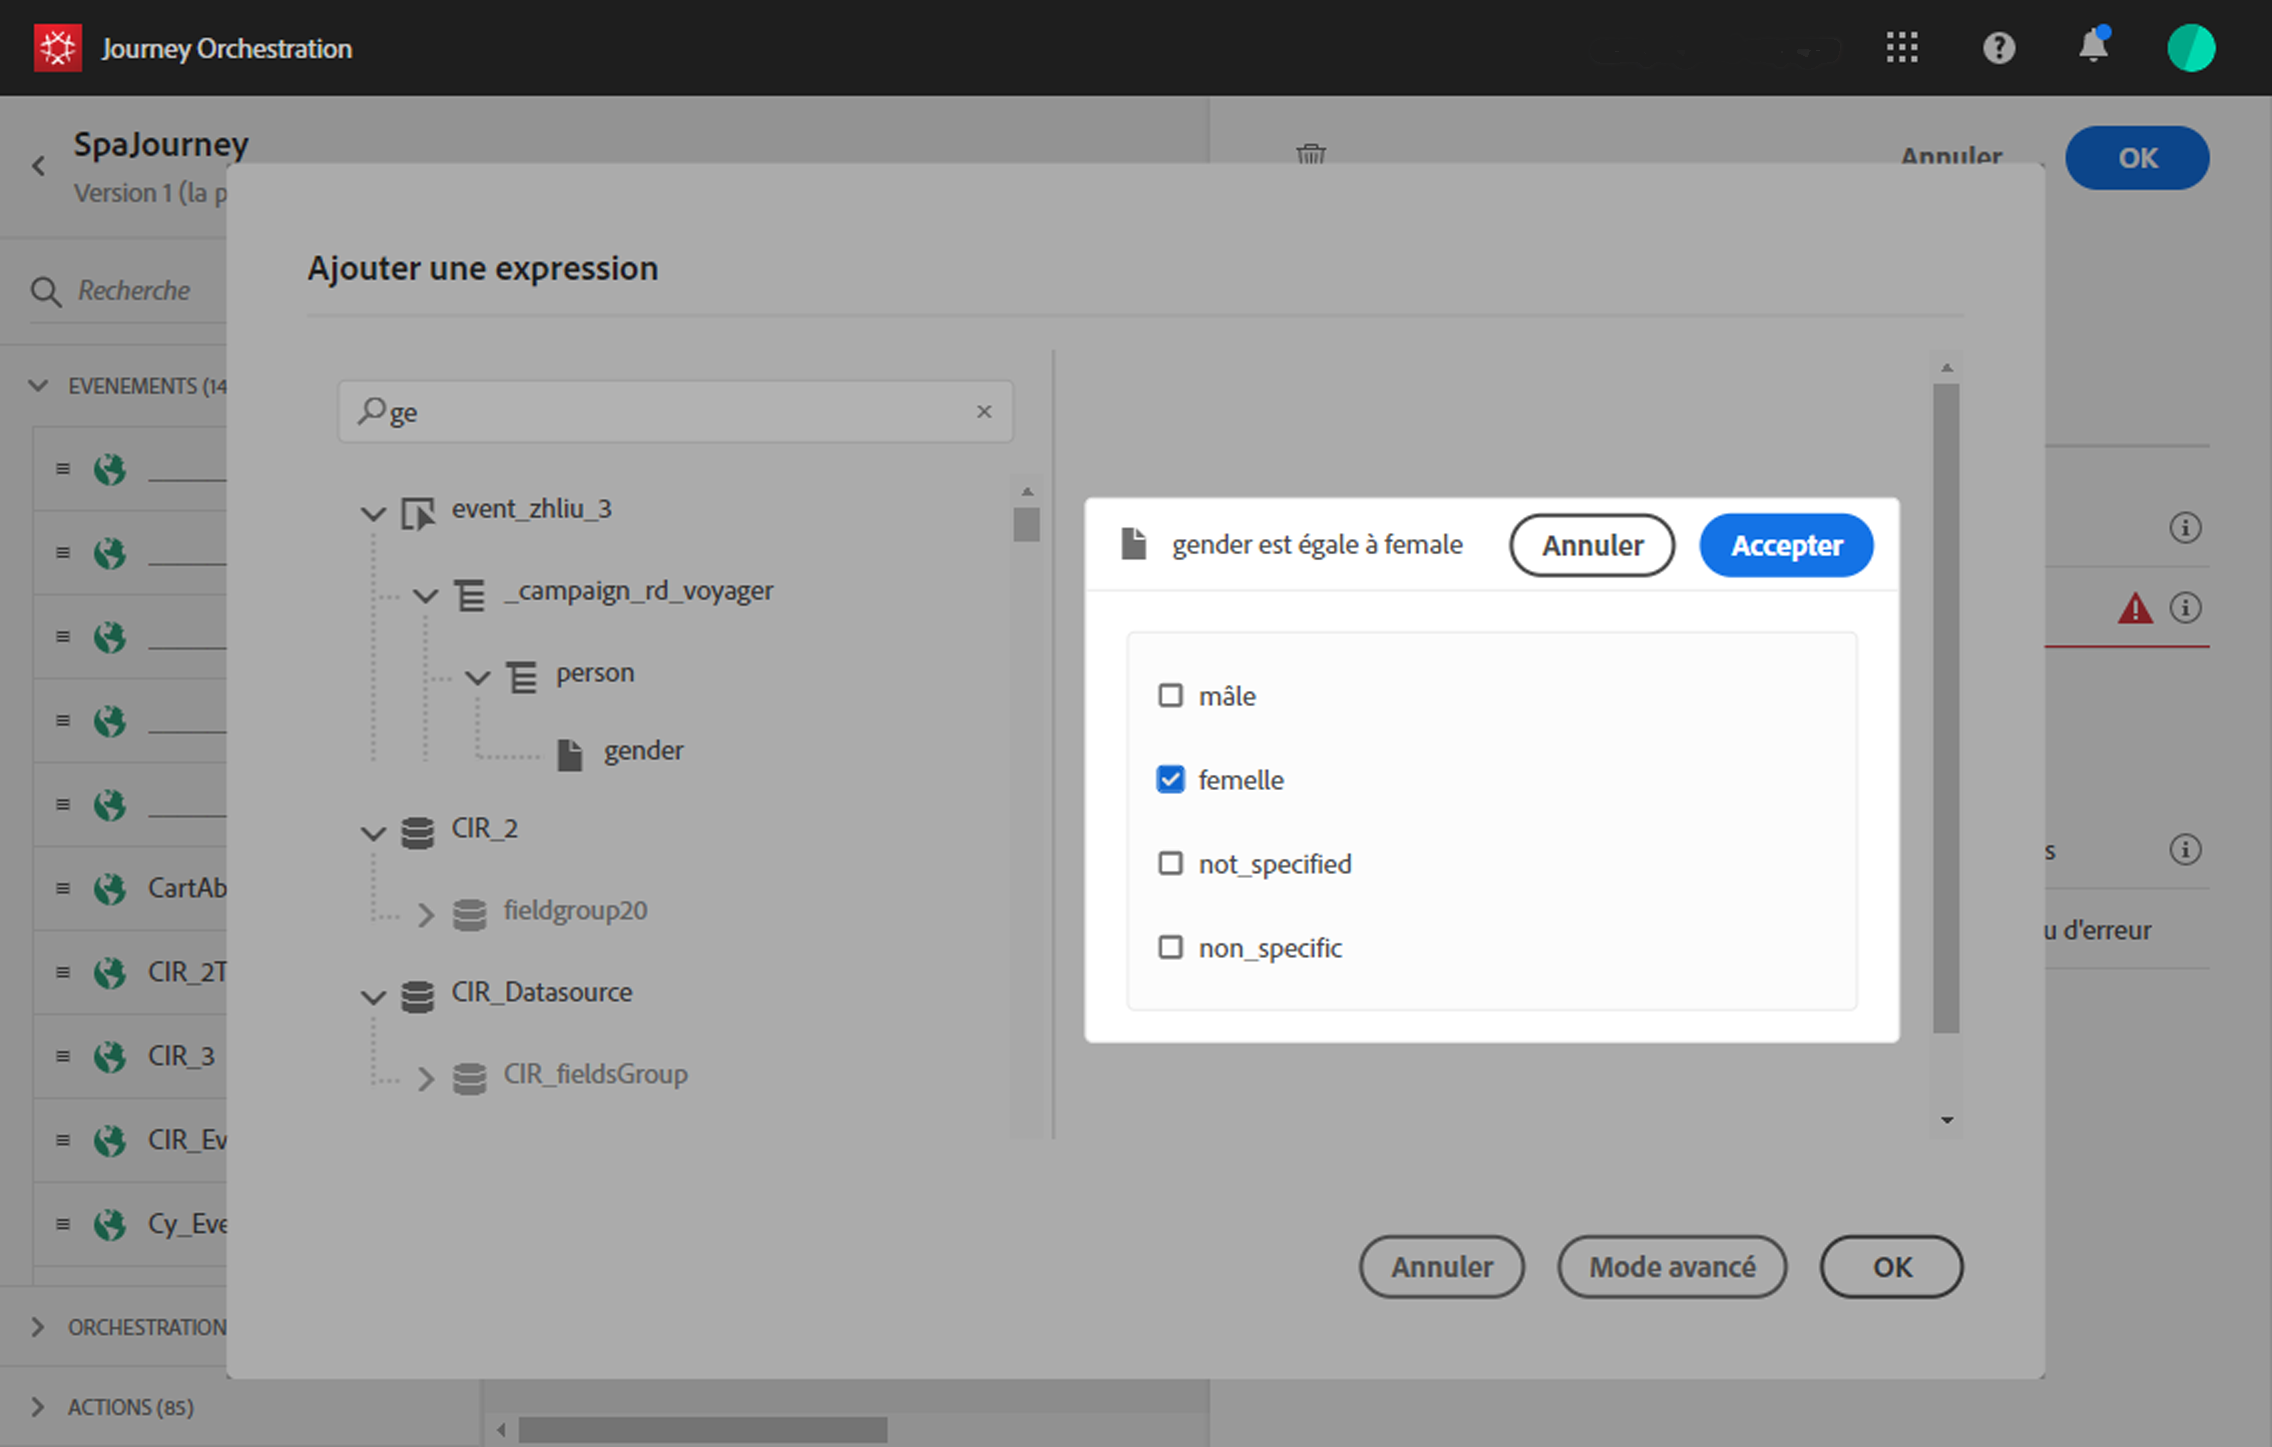 Journey Orchestration
SpaJourney
Version 1 (la p
Annuler
OK
Recherche
EVENEMENTS (14
CartAb
CIR_2T
CIR_3
CIR_Ev
Cy_Eve
ORCHESTRATION
ACTIONS (85)
Ajouter une expression
ge
event_zhliu_3
_campaign_rd_voyager
person
gender
CIR_2
fieldgroup20
CIR_Datasource
CIR_fieldsGroup
gender est égale à female
Annuler
Accepter
mâle
femelle
not_specified
non_specific
Annuler
Mode avancé
OK
s
u d'erreur